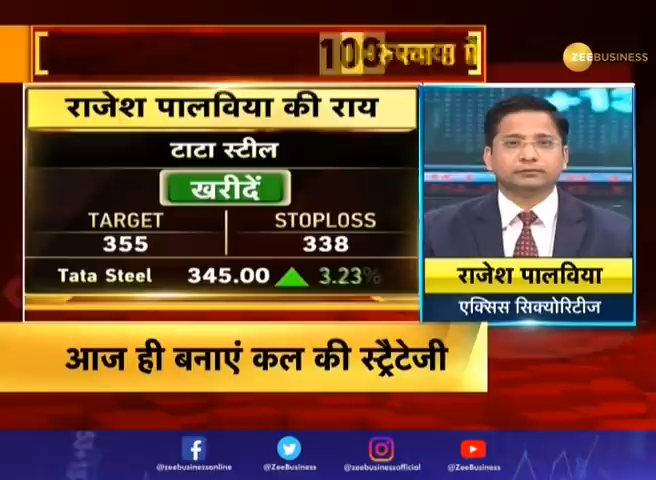 ZEEBUSINESS
राजेश पालविया की राय
टाटा स्टील
खरीदें
TARGET
STOPLOSS
355
338
Tata Steel 345.00 3.23%
राजेश पालविया
एक्सिस सिक्योरिटीज
आज ही बनाएं कल की स्ट्रैटेजी
@zeebusinessonline
@ZeeBusiness
@zeebusinessofficial
@ZeeBusiness